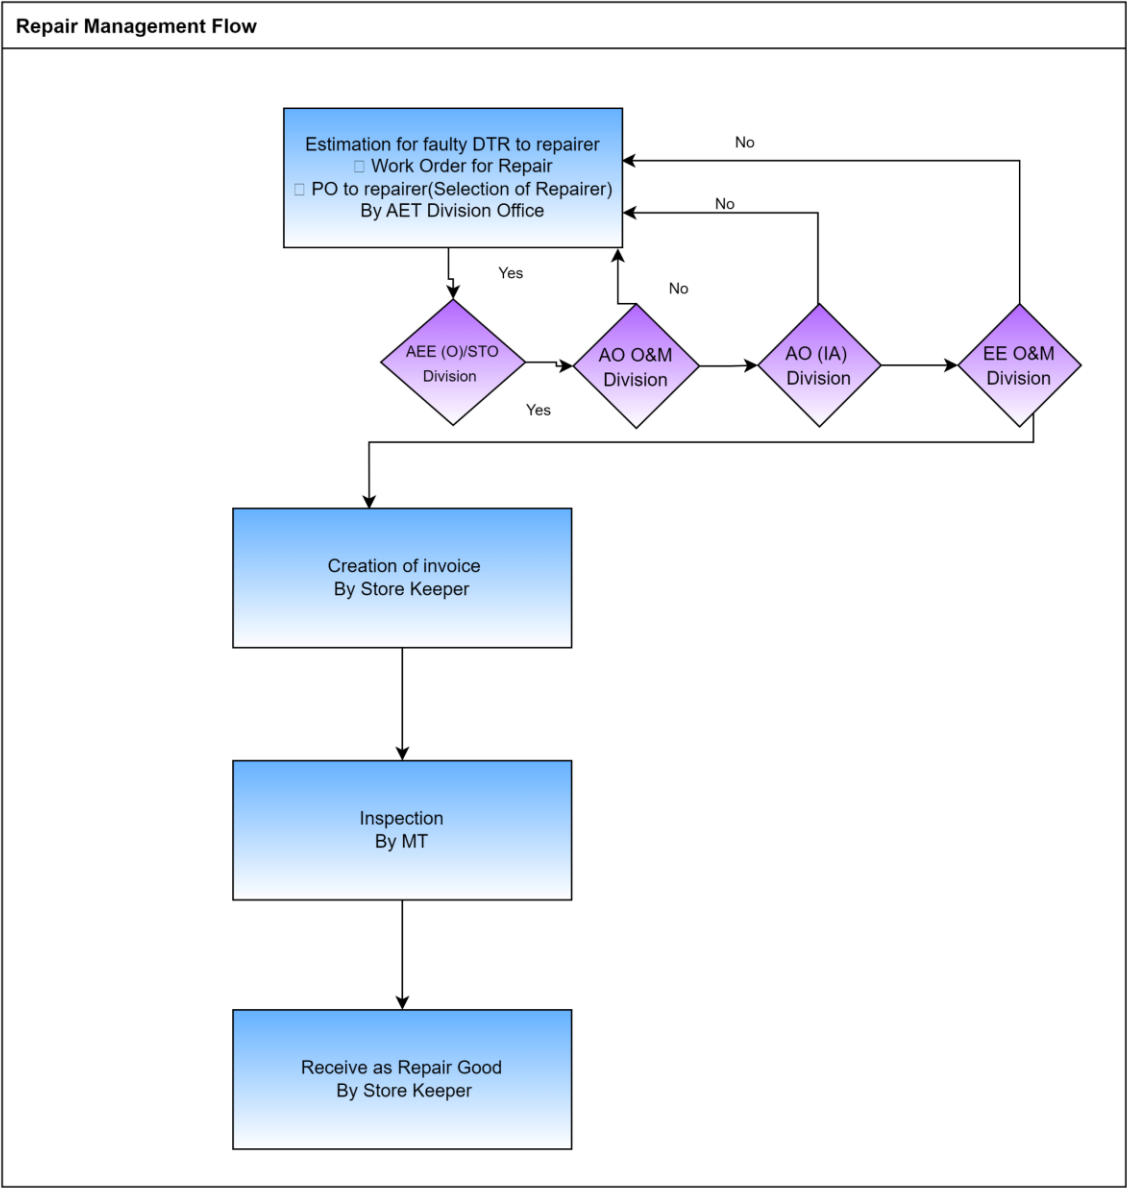 Repair Management Flow
No
Estimation for faulty DTR to repairer
Work Order for Repair
PO to repairer(Selection of Repairer)
By AET Division Office
No
Yes
No
AEE (O)/STO
Division
AO O&M
Division
AO (IA)
Division
EE O&M
Division
Yes
Creation of invoice
By Store Keeper
Inspection
By MT
Receive as Repair Good
By Store Keeper